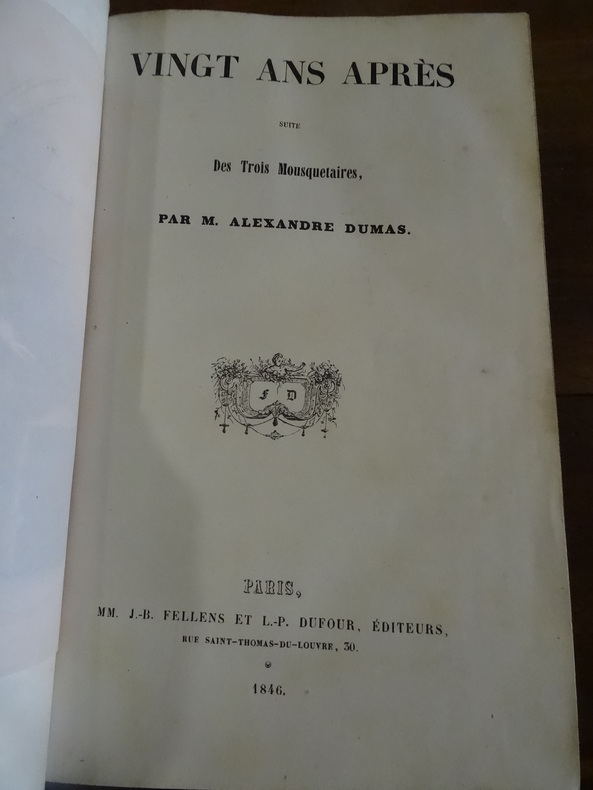 VINGT ANS APRÈS
SUITE
Des Trois Mousquetaires,
PAR M. ALEXANDRE DUMAS.
F D
PARIS,
MM. J.-B. FELLENS ET L.-P. DUFOUR, ÉDITEURS,
RUE SAINT-THOMAS-DU-LOUVRE, 30.
1846.